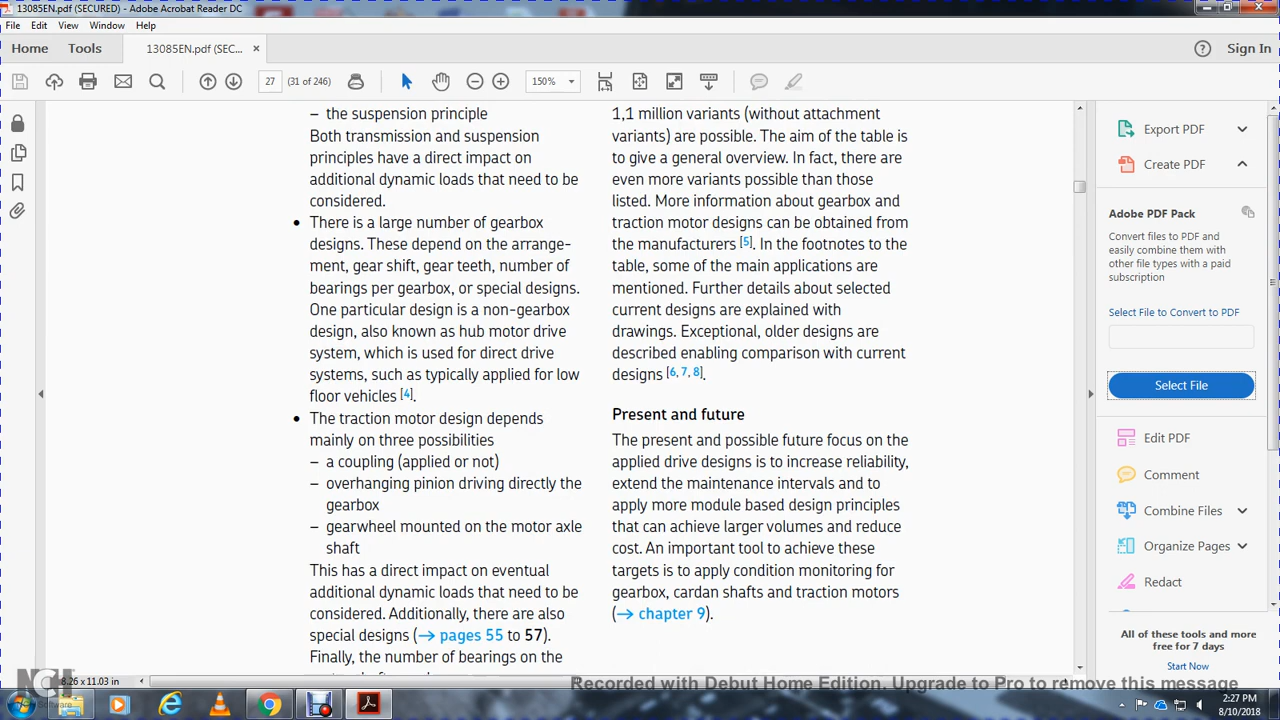 13085EN.pdf (SECURED) - Adobe Acrobat Reader DC
File Edit View Window Help
Home Tools 13085EN.pdf (SEC... × Sign In
27 (31 of 246) 150%
– the suspension principle
Both transmission and suspension
principles have a direct impact on
additional dynamic loads that need to be
considered.
• There is a large number of gearbox
designs. These depend on the arrange-
ment, gear shift, gear teeth, number of
bearings per gearbox, or special designs.
One particular design is a non-gearbox
design, also known as hub motor drive
system, which is used for direct drive
systems, such as typically applied for low
floor vehicles [4].
• The traction motor design depends
mainly on three possibilities
– a coupling (applied or not)
– overhanging pinion driving directly the
gearbox
– gearwheel mounted on the motor axle
shaft
This has a direct impact on eventual
additional dynamic loads that need to be
considered. Additionally, there are also
special designs (→ pages 55 to 57).
Finally, the number of bearings on the
1,1 million variants (without attachment
variants) are possible. The aim of the table is
to give a general overview. In fact, there are
even more variants possible than those
listed. More information about gearbox and
traction motor designs can be obtained from
the manufacturers [5]. In the footnotes to the
table, some of the main applications are
mentioned. Further details about selected
current designs are explained with
drawings. Exceptional, older designs are
described enabling comparison with current
designs [6, 7, 8].
Present and future
The present and possible future focus on the
applied drive designs is to increase reliability,
extend the maintenance intervals and to
apply more module based design principles
that can achieve larger volumes and reduce
cost. An important tool to achieve these
targets is to apply condition monitoring for
gearbox, cardan shafts and traction motors
(→ chapter 9).
Export PDF
Create PDF
Adobe PDF Pack
Convert files to PDF and
easily combine them with
other file types with a paid
subscription
Select File to Convert to PDF
Select File
Edit PDF
Comment
Combine Files
Organize Pages
Redact
All of these tools and more
free for 7 days
Start Now
8.26 x 11.03 in
NCH
Software
Recorded with Debut Home Edition. Upgrade to Pro to remove this message
2:27 PM
8/10/2018